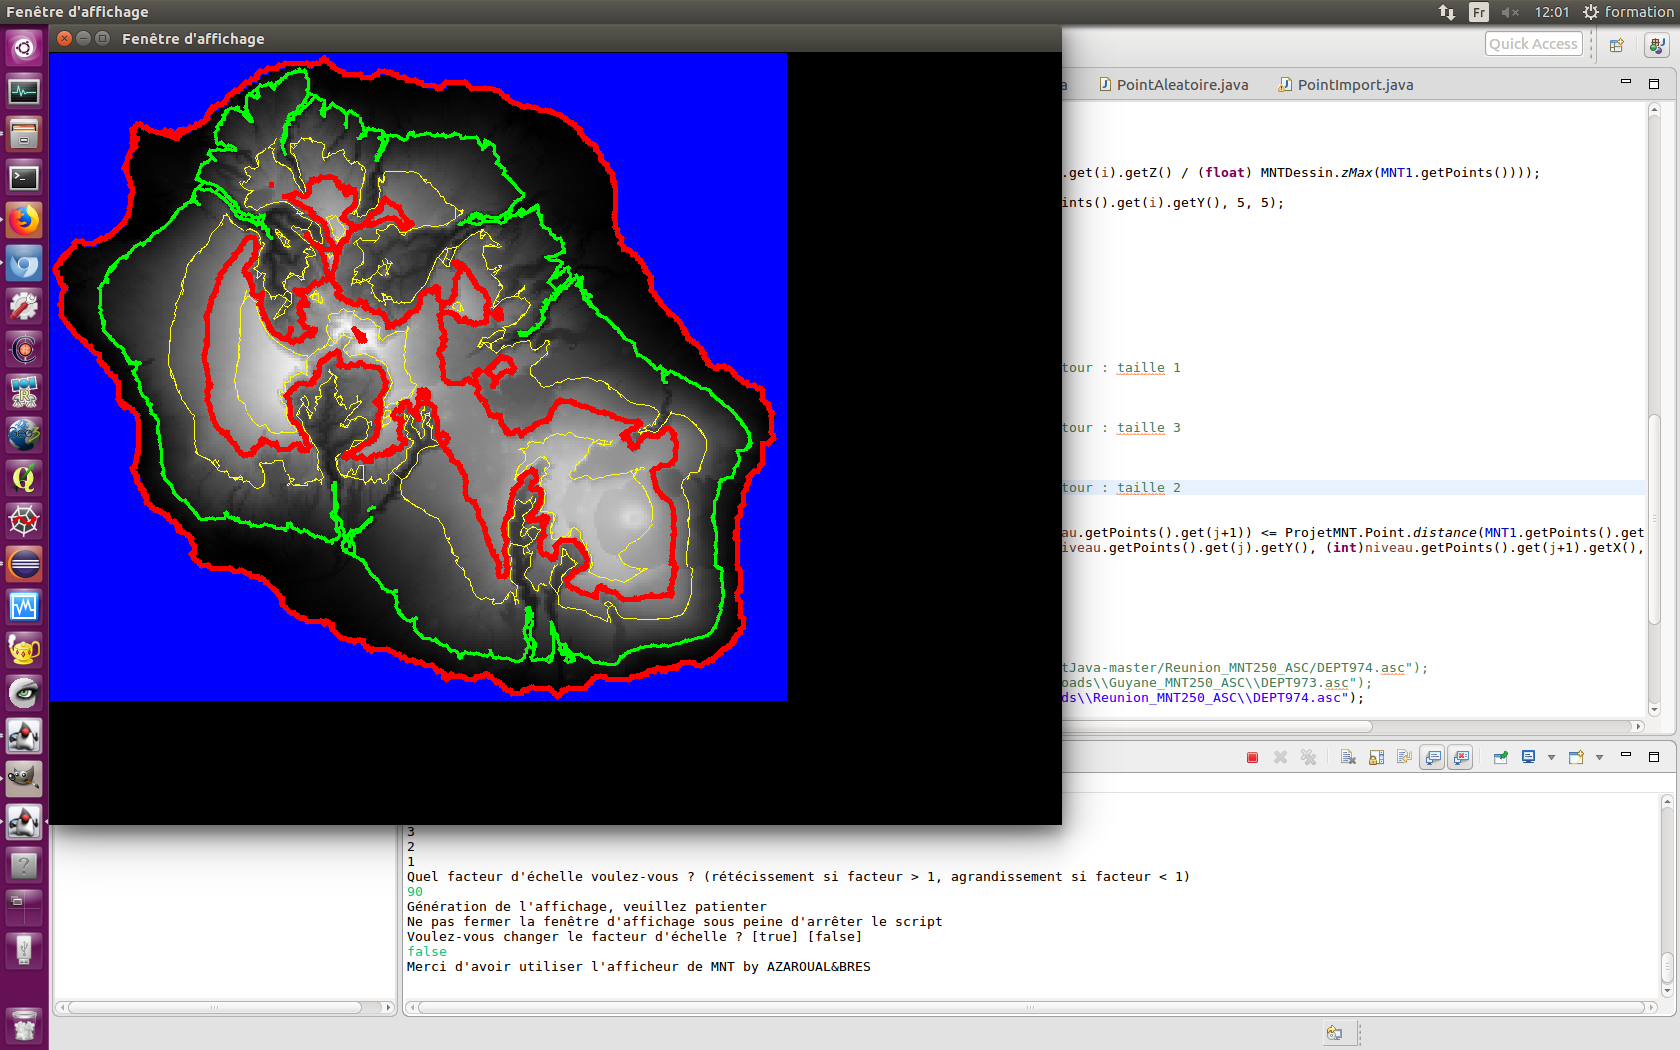 Fenêtre d'affichage
Fr
12:01
formation
Fenêtre d'affichage
Quick Access
a
PointAleatoire.java
PointImport.java
.get(i).getZ() / (float) MNTDessin.zMax(MNT1.getPoints())));
ints().get(i).getY(), 5, 5);
tour : taille 1
tour : taille 3
tour : taille 2
au.getPoints().get(j+1)) <= ProjetMNT.Point.distance(MNT1.getPoints().get
iveau.getPoints().get(j).getY(), (int)niveau.getPoints().get(j+1).getX(),
tJava-master/Reunion_MNT250_ASC/DEPT974.asc");
oads\\Guyane_MNT250_ASC\\DEPT973.asc");
ds\\Reunion_MNT250_ASC\\DEPT974.asc");
3
2
1
Quel facteur d'échelle voulez-vous ? (rétécissement si facteur > 1, agrandissement si facteur < 1)
90
Génération de l'affichage, veuillez patienter
Ne pas fermer la fenêtre d'affichage sous peine d'arrêter le script
Voulez-vous changer le facteur d'échelle ? [true] [false]
false
Merci d'avoir utiliser l'afficheur de MNT by AZAROUAL&BRES